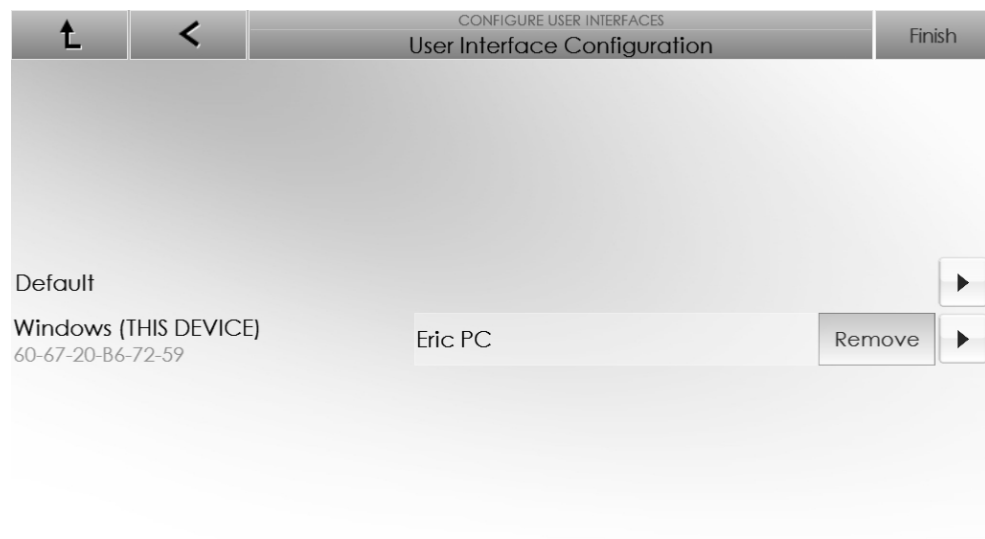 CONFIGURE USER INTERFACES
User Interface Configuration
Finish
Default
Windows (THIS DEVICE)
60-67-20-B6-72-59
Eric PC
Remove